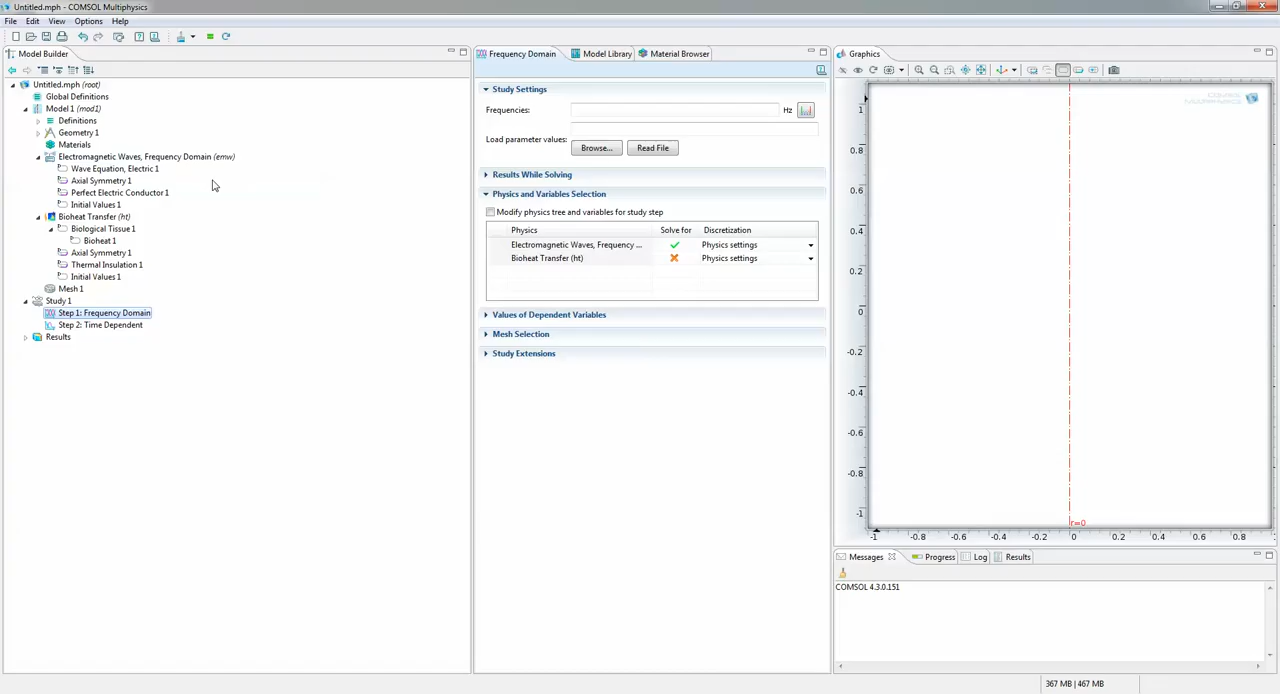 Untitled.mph - COMSOL Multiphysics
File Edit View Options Help
Model Builder
Untitled.mph (root)
Global Definitions
Model 1 (mod1)
Definitions
Geometry 1
Materials
Electromagnetic Waves, Frequency Domain (emw)
Wave Equation, Electric 1
Axial Symmetry 1
Perfect Electric Conductor 1
Initial Values 1
Bioheat Transfer (ht)
Biological Tissue 1
Bioheat 1
Axial Symmetry 1
Thermal Insulation 1
Initial Values 1
Mesh 1
Study 1
Step 1: Frequency Domain
Step 2: Time Dependent
Results
Frequency Domain Model Library Material Browser
Study Settings
Frequencies: Hz
Load parameter values:
Browse... Read File
Results While Solving
Physics and Variables Selection
Modify physics tree and variables for study step
Physics Solve for Discretization
Electromagnetic Waves, Frequency ... Physics settings
Bioheat Transfer (ht) Physics settings
Values of Dependent Variables
Mesh Selection
Study Extensions
Graphics
COMSOL
MULTIPHYSICS
1
0.8
0.6
0.4
0.2
0
-0.2
-0.4
-0.6
-0.8
-1
r=0
-1 -0.8 -0.6 -0.4 -0.2 0 0.2 0.4 0.6 0.8
Messages Progress Log Results
COMSOL 4.3.0.151
367 MB | 467 MB